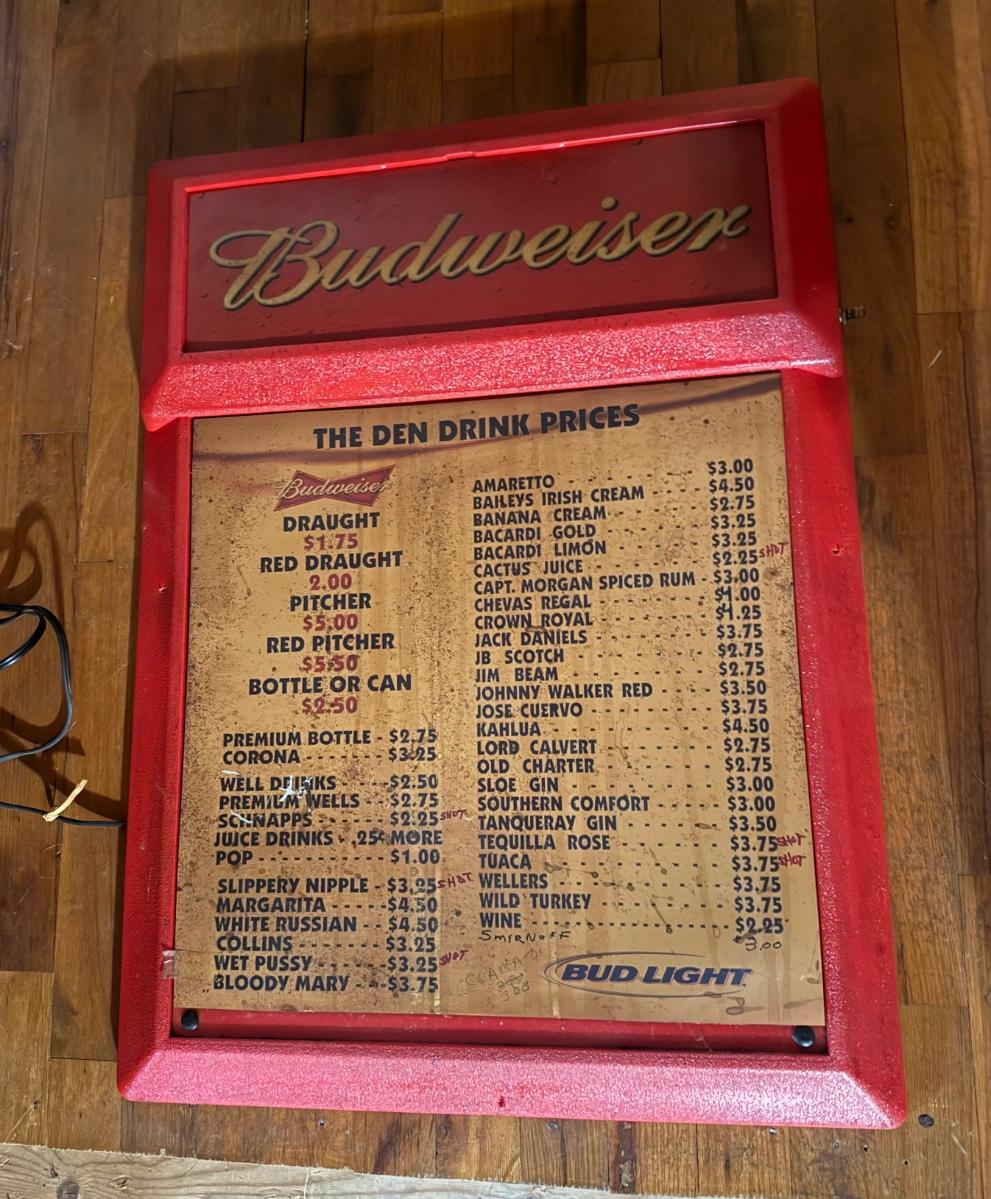 Budweiser
THE DEN DRINK PRICES
Budweiser
DRAUGHT
$1.75
RED DRAUGHT
2.00
PITCHER
$5.00
RED PITCHER
$5.50
BOTTLE OR CAN
$2.50
PREMIUM BOTTLE - $2.75
CORONA - - - - - - - $3.25
WELL DRINKS - - - - $2.50
PREMIUM WELLS - - $2.75
SCHNAPPS - - - - - - $2.25 SHOT
JUICE DRINKS - .25¢ MORE
POP - - - - - - - - - - - $1.00
SLIPPERY NIPPLE - $3.25 SHOT
MARGARITA - - - - - $4.50
WHITE RUSSIAN - - $4.50
COLLINS - - - - - - - $3.25
WET PUSSY - - - - - $3.25 SHOT
BLOODY MARY - - - $3.75
AMARETTO - - - - - - - - - $3.00
BAILEYS IRISH CREAM - - - - $4.50
BANANA CREAM - - - - - - - $2.75
BACARDI GOLD - - - - - - - $3.25
BACARDI LIMON - - - - - - - $3.25
CACTUS JUICE - - - - - - - - $2.25 SHOT
CAPT. MORGAN SPICED RUM - $3.00
CHEVAS REGAL - - - - - - - - $4.00
CROWN ROYAL - - - - - - - - $4.25
JACK DANIELS - - - - - - - - $3.75
JB SCOTCH - - - - - - - - - $2.75
JIM BEAM - - - - - - - - - - $2.75
JOHNNY WALKER RED - - - - $3.50
JOSE CUERVO - - - - - - - - $3.75
KAHLUA - - - - - - - - - - - $4.50
LORD CALVERT - - - - - - - $2.75
OLD CHARTER - - - - - - - - $2.75
SLOE GIN - - - - - - - - - - $3.00
SOUTHERN COMFORT - - - - $3.00
TANQUERAY GIN - - - - - - - $3.50
TEQUILLA ROSE - - - - - - - $3.75 SHOT
TUACA - - - - - - - - - - - - $3.75 SHOT
WELLERS - - - - - - - - - - - $3.75
WILD TURKEY - - - - - - - - $3.75
WINE - - - - - - - - - - - - - $2.25
SMIRNOFF $3.00
BUD LIGHT